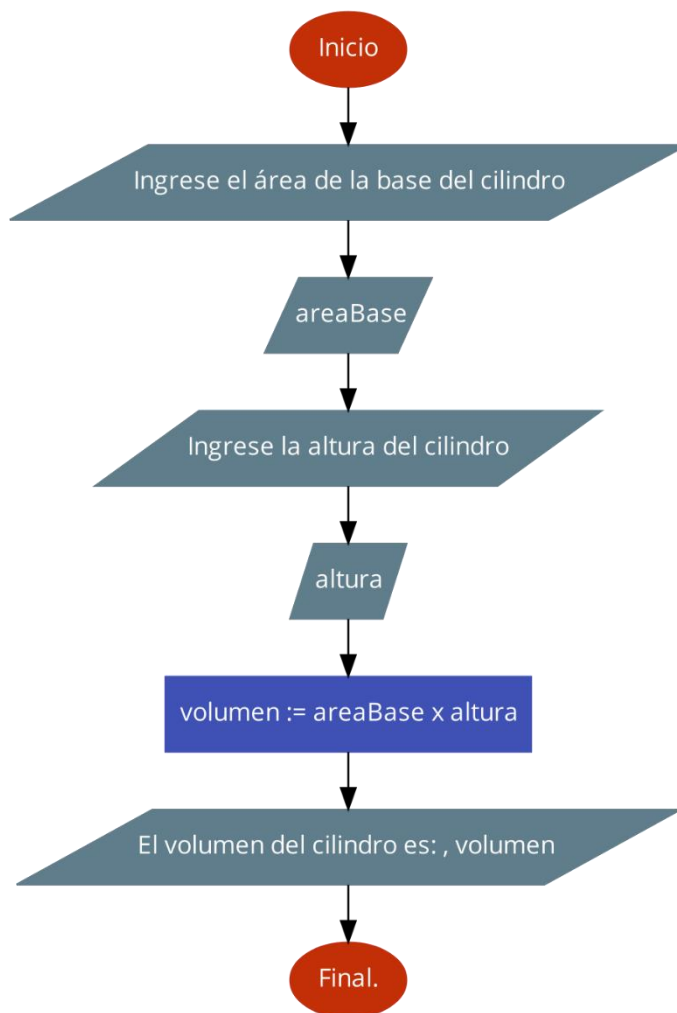 Inicio
Ingrese el área de la base del cilindro
areaBase
Ingrese la altura del cilindro
altura
volumen := areaBase x altura
El volumen del cilindro es: , volumen
Final.